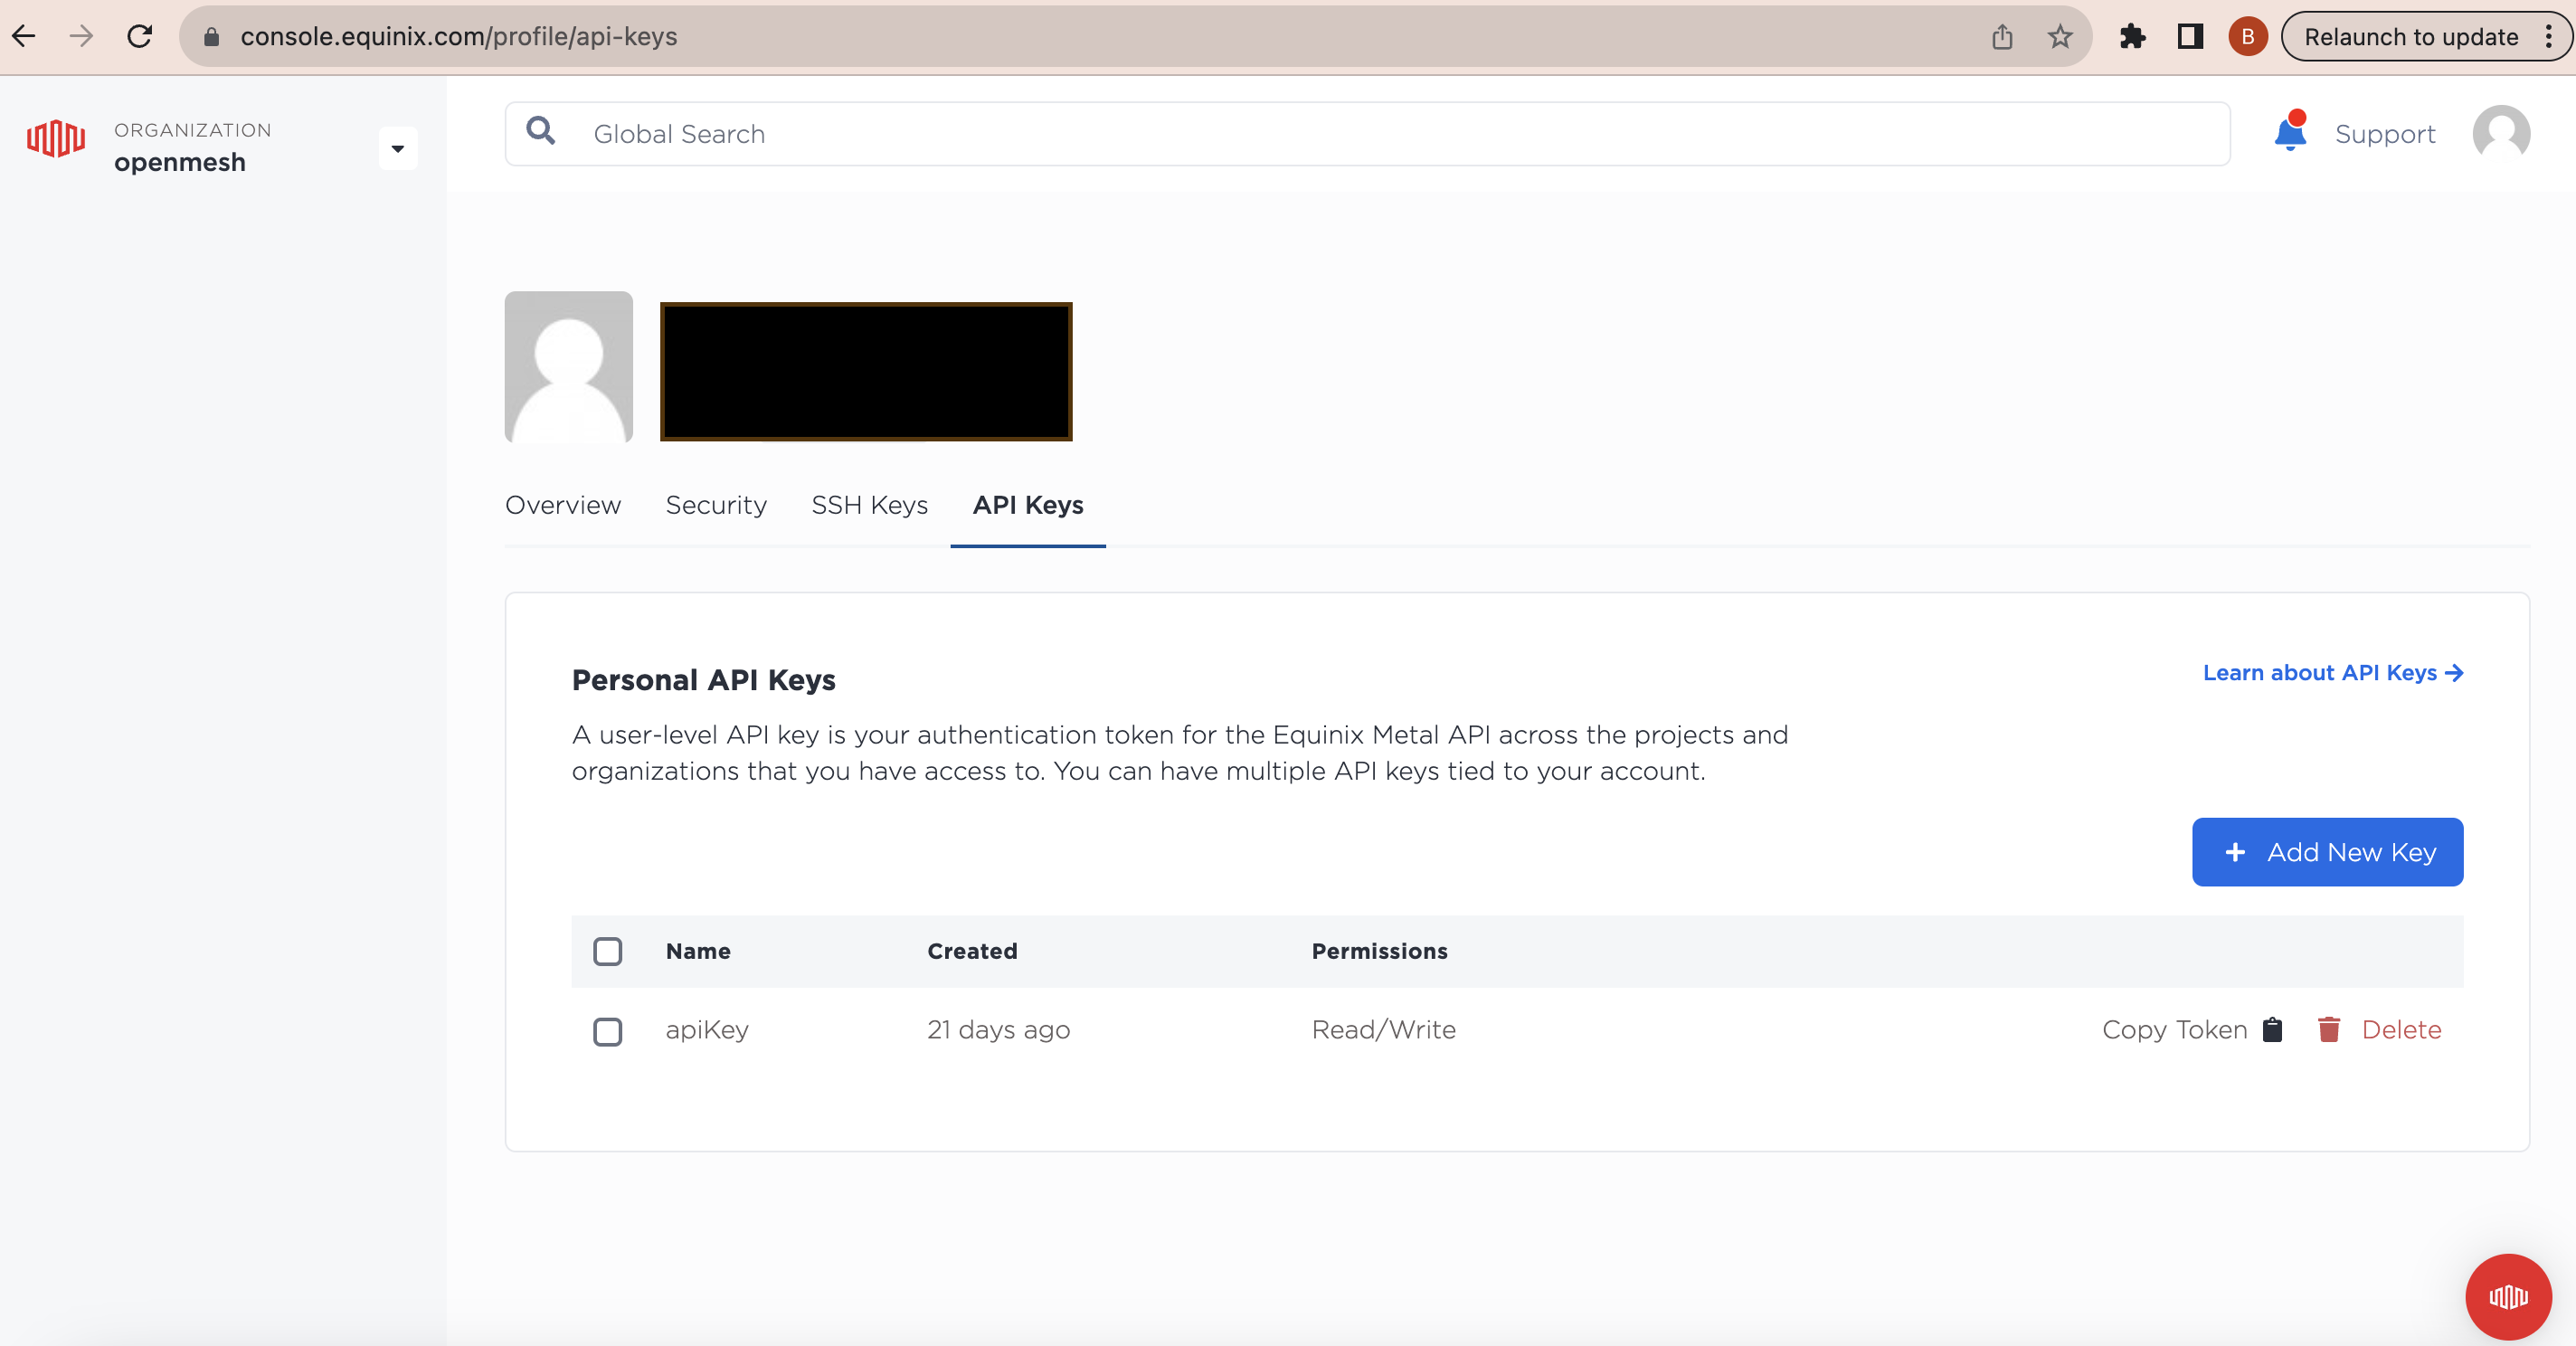 console.equinix.com/profile/api-keys
B
Relaunch to update
ORGANIZATION
openmesh
Global Search
Support
Overview Security SSH Keys API Keys
Personal API Keys
Learn about API Keys
A user-level API key is your authentication token for the Equinix Metal API across the projects and
organizations that you have access to. You can have multiple API keys tied to your account.
+ Add New Key
Name Created Permissions
apiKey 21 days ago Read/Write Copy Token Delete